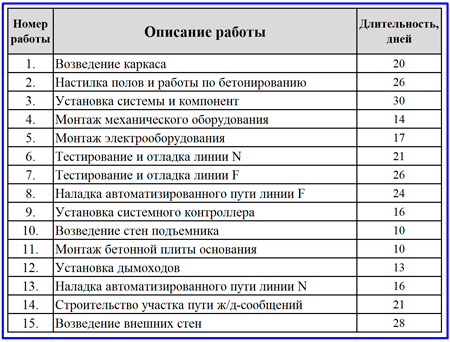 Номер работы Описание работы Длительность, дней
1. Возведение каркаса 20
2. Настилка полов и работы по бетонированию 26
3. Установка системы и компонент 30
4. Монтаж механического оборудования 14
5. Монтаж электрооборудования 17
6. Тестирование и отладка линии N 21
7. Тестирование и отладка линии F 26
8. Наладка автоматизированного пути линии F 24
9. Установка системного контроллера 16
10. Возведение стен подъемника 10
11. Монтаж бетонной плиты основания 10
12. Установка дымоходов 13
13. Наладка автоматизированного пути линии N 16
14. Строительство участка пути ж/д-сообщений 21
15. Возведение внешних стен 28